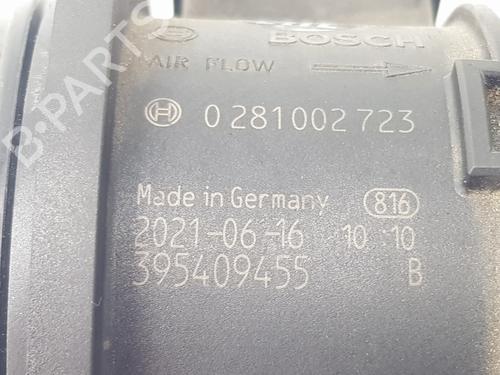 BOSCH
AIR FLOW
0 281 002 723
Made in Germany 816
2021-06-16 10:10
395409455 B
B-PARTS